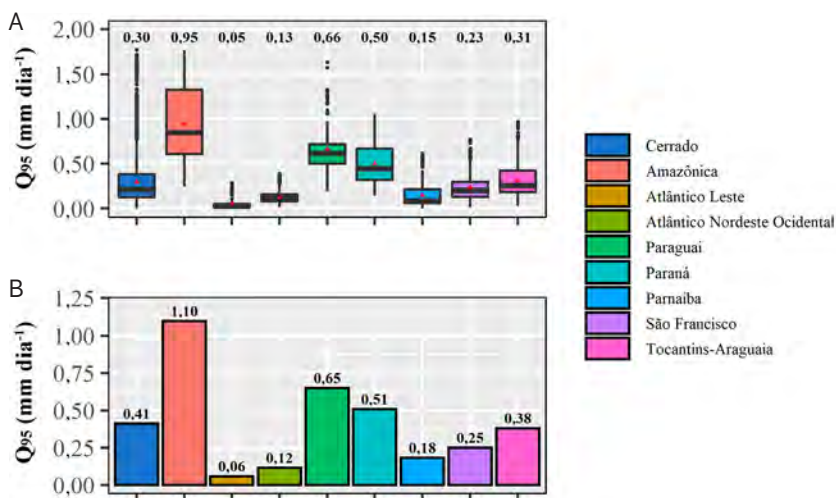 A
Q95 (mm dia-1)
2,00
1,50
1,00
0,50
0,00
0,30 0,95 0,05 0,13 0,66 0,50 0,15 0,23 0,31
B
Q95 (mm dia-1)
1,25
1,00
0,75
0,50
0,25
0,00
0,41 1,10 0,06 0,12 0,65 0,51 0,18 0,25 0,38
Cerrado
Amazônica
Atlântico Leste
Atlântico Nordeste Ocidental
Paraguai
Paraná
Parnaíba
São Francisco
Tocantins-Araguaia